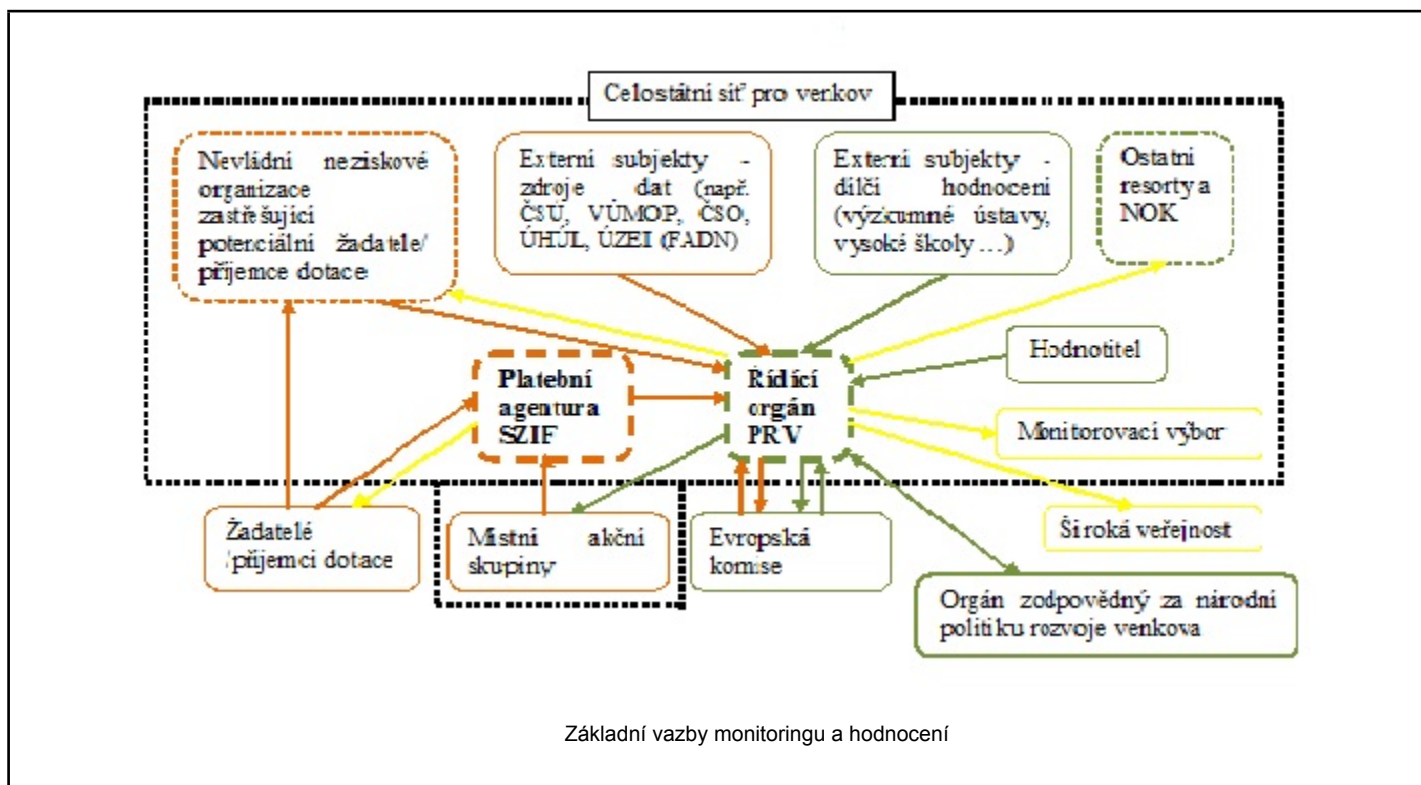 Celostátní síť pro venkov
Nevládní neziskové
organizace
zastřešující
potenciální žadatele/
příjemce dotace
Externí subjekty -
zdroje dat (např.
ČSÚ, VÚMOP, ČSO,
ÚHÚL, ÚZEI (FADN)
Externí subjekty -
dílčí hodnocení
(výzkumné ústavy,
vysoké školy …)
Ostatní
resorty a
NOK
Hodnotitel
Platební
agentura
SZIF
Řídící
orgán
PRV
Monitorovací výbor
Žadatelé
/příjemci dotace
Místní akční
skupiny
Evropská
komise
Široká veřejnost
Orgán zodpovědný za národní
politiku rozvoje venkova
Základní vazby monitoringu a hodnocení